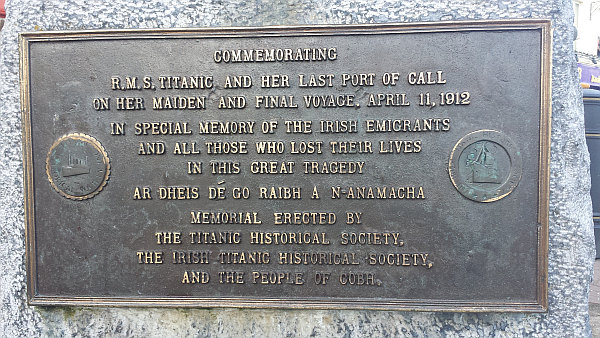 COMMEMORATING
R.M.S. TITANIC AND HER LAST PORT OF CALL
ON HER MAIDEN AND FINAL VOYAGE, APRIL 11, 1912
IN SPECIAL MEMORY OF THE IRISH EMIGRANTS
AND ALL THOSE WHO LOST THEIR LIVES
IN THIS GREAT TRAGEDY
AR DHEIS DÉ GO RAIBH A N-ANAMACHA
MEMORIAL ERECTED BY
THE TITANIC HISTORICAL SOCIETY,
THE IRISH TITANIC HISTORICAL SOCIETY,
AND THE PEOPLE OF COBH.